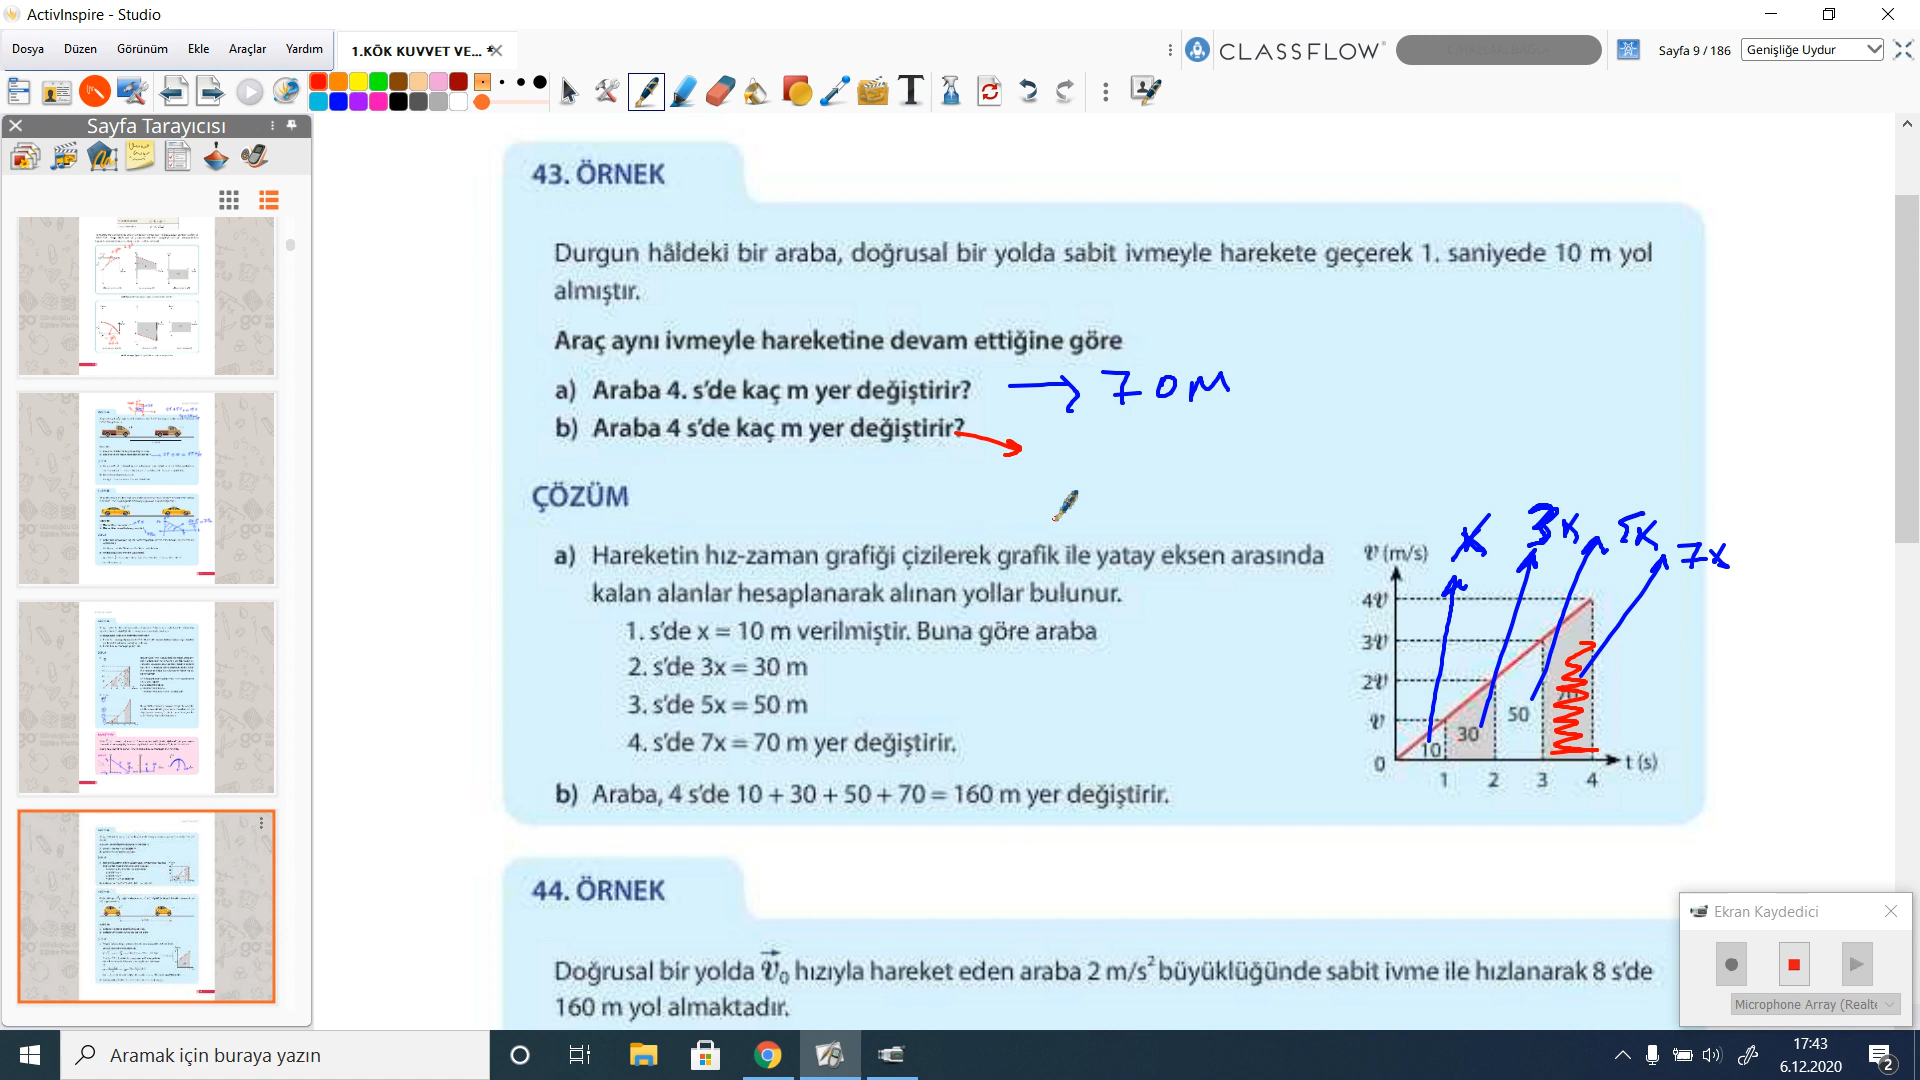 ActivInspire - Studio
Dosya Düzen Görünüm Ekle Araçlar Yardım
1.KÖK KUVVET VE... *
CLASSFLOW
Sayfa 9 / 186
Genişliğe Uydur
Sayfa Tarayıcısı
43. ÖRNEK
Durgun hâldeki bir araba, doğrusal bir yolda sabit ivmeyle harekete geçerek 1. saniyede 10 m yol
almıştır.
Araç aynı ivmeyle hareketine devam ettiğine göre
a) Araba 4. s'de kaç m yer değiştirir?
70 M
b) Araba 4 s'de kaç m yer değiştirir?
ÇÖZÜM
a) Hareketin hız-zaman grafiği çizilerek grafik ile yatay eksen arasında
kalan alanlar hesaplanarak alınan yollar bulunur.
1. s'de x = 10 m verilmiştir. Buna göre araba
2. s'de 3x = 30 m
3. s'de 5x = 50 m
4. s'de 7x = 70 m yer değiştirir.
b) Araba, 4 s'de 10 + 30 + 50 + 70 = 160 m yer değiştirir.
x 3x 5x 7x
v (m/s)
4v
3v
2v
v
0
10 30 50 70
t (s)
1 2 3 4
44. ÖRNEK
Doğrusal bir yolda v₀ hızıyla hareket eden araba 2 m/s² büyüklüğünde sabit ivme ile hızlanarak 8 s'de
160 m yol almaktadır.
Ekran Kaydedici
Microphone Array (Realte
Aramak için buraya yazın
17:43
6.12.2020
2